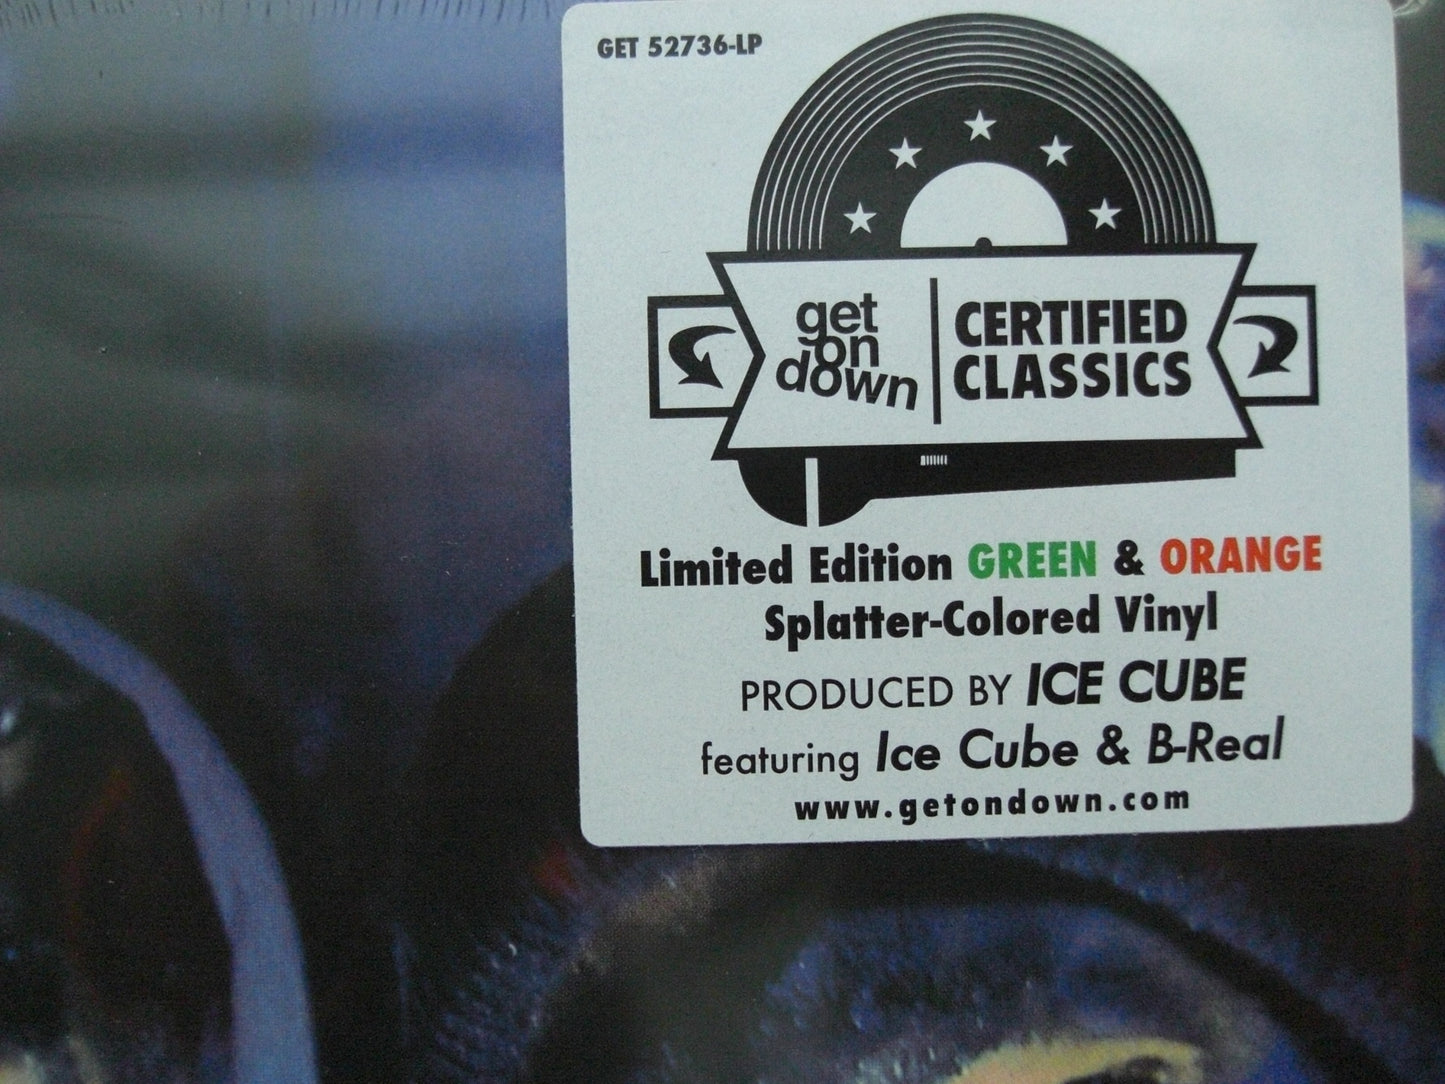 GET 52736-LP
get
on
down
CERTIFIED
CLASSICS
Limited Edition GREEN & ORANGE
Splatter-Colored Vinyl
PRODUCED BY ICE CUBE
featuring Ice Cube & B-Real
www.getondown.com